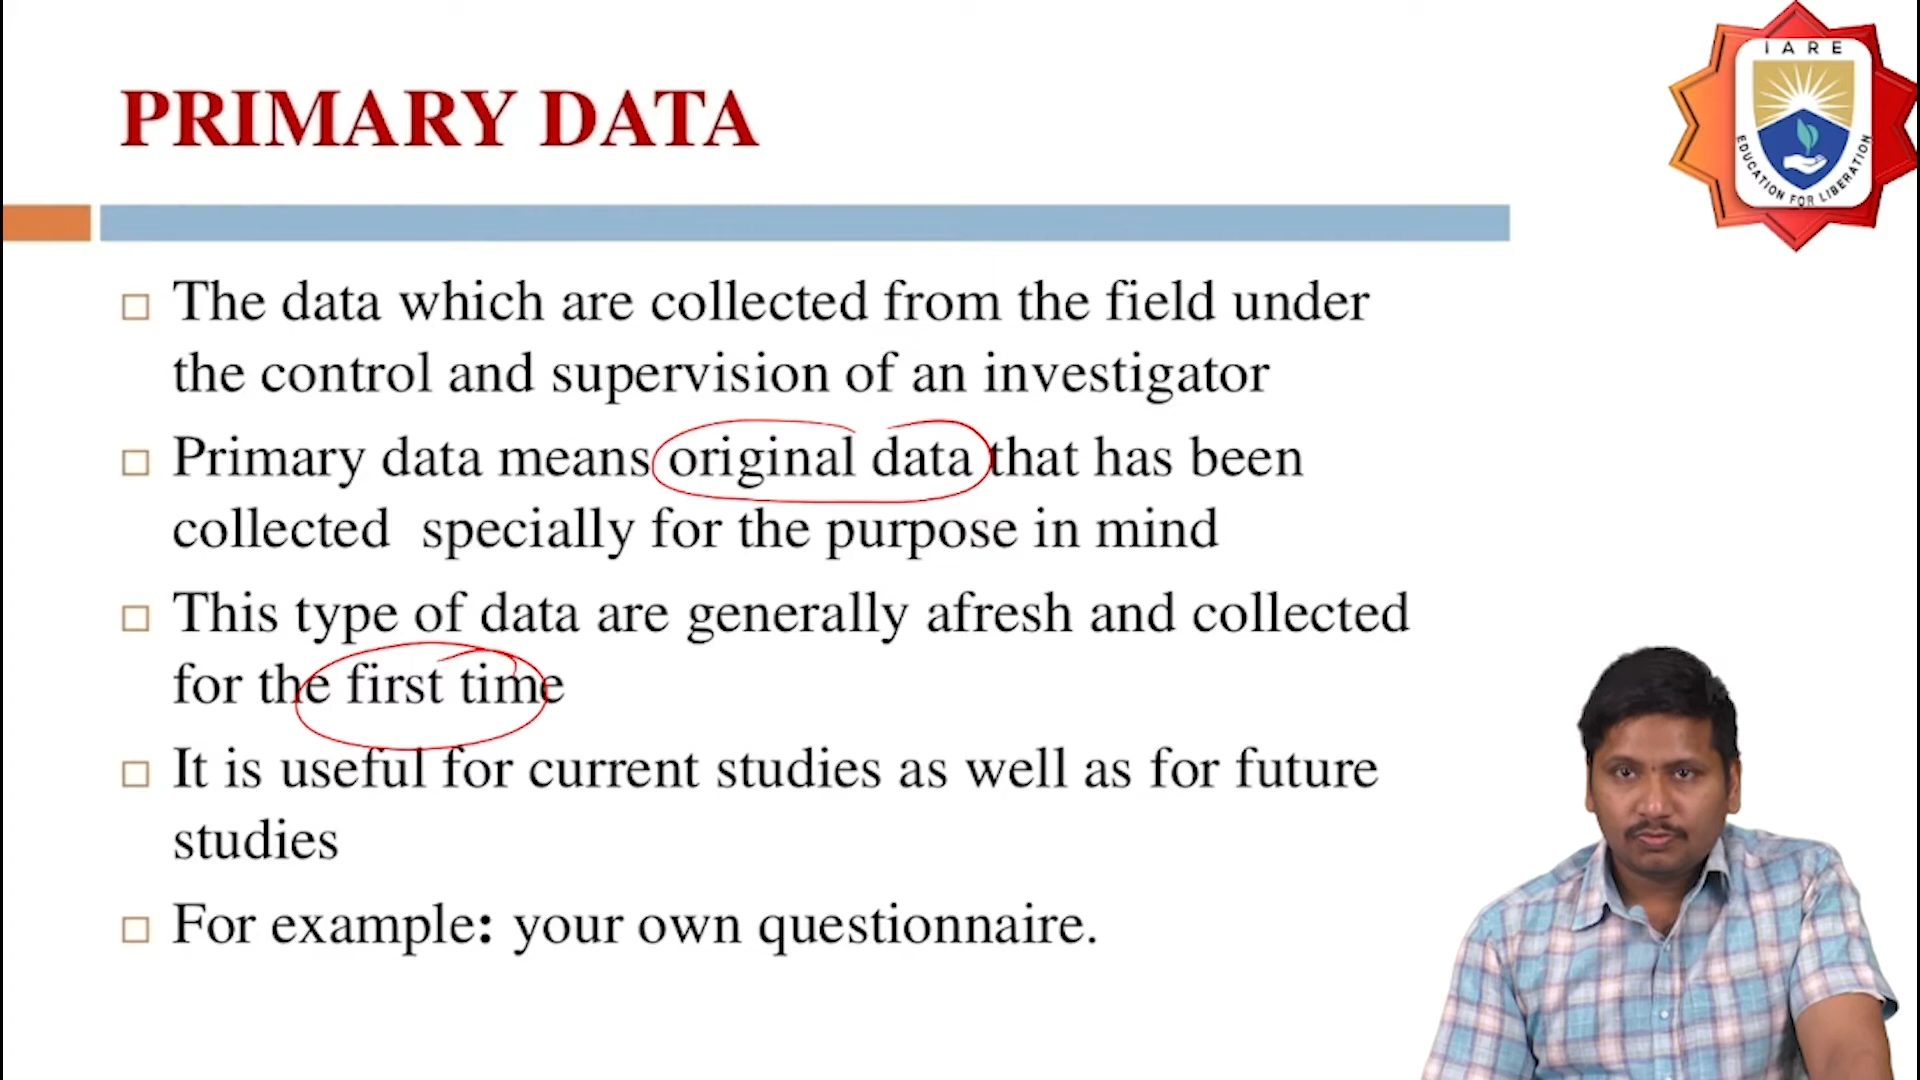 IARE
EDUCATION FOR LIBERATION
PRIMARY DATA
The data which are collected from the field under
the control and supervision of an investigator
Primary data means original data that has been
collected specially for the purpose in mind
This type of data are generally afresh and collected
for the first time
It is useful for current studies as well as for future
studies
For example: your own questionnaire.